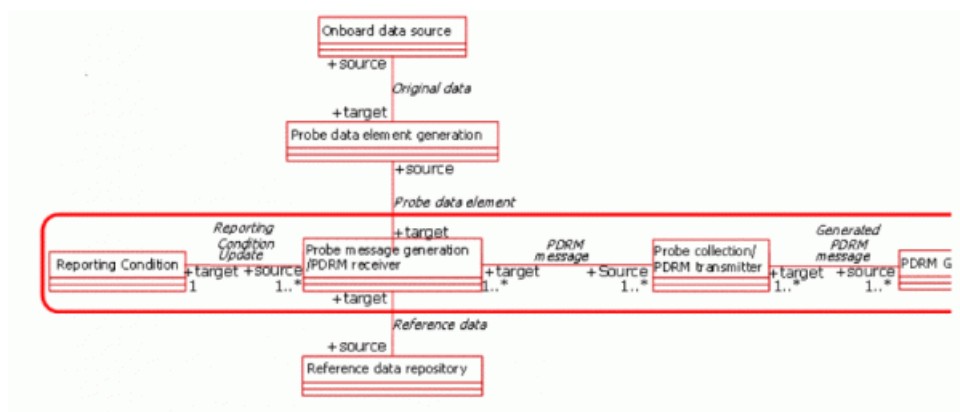 Onboard data source
+source
Original data
+target
Probe data element generation
+source
Probe data element
+target
Reporting
Condition
Update
Generated
PDRM
message
PDRM
message
Reporting Condition
+target
1
+source
1..*
Probe message generation
/PDRM receiver
+target
1..*
+Source
1..*
Probe collection/
PDRM transmitter
+target
1..*
+source
1..*
PDRM G
+target
Reference data
+source
Reference data repository